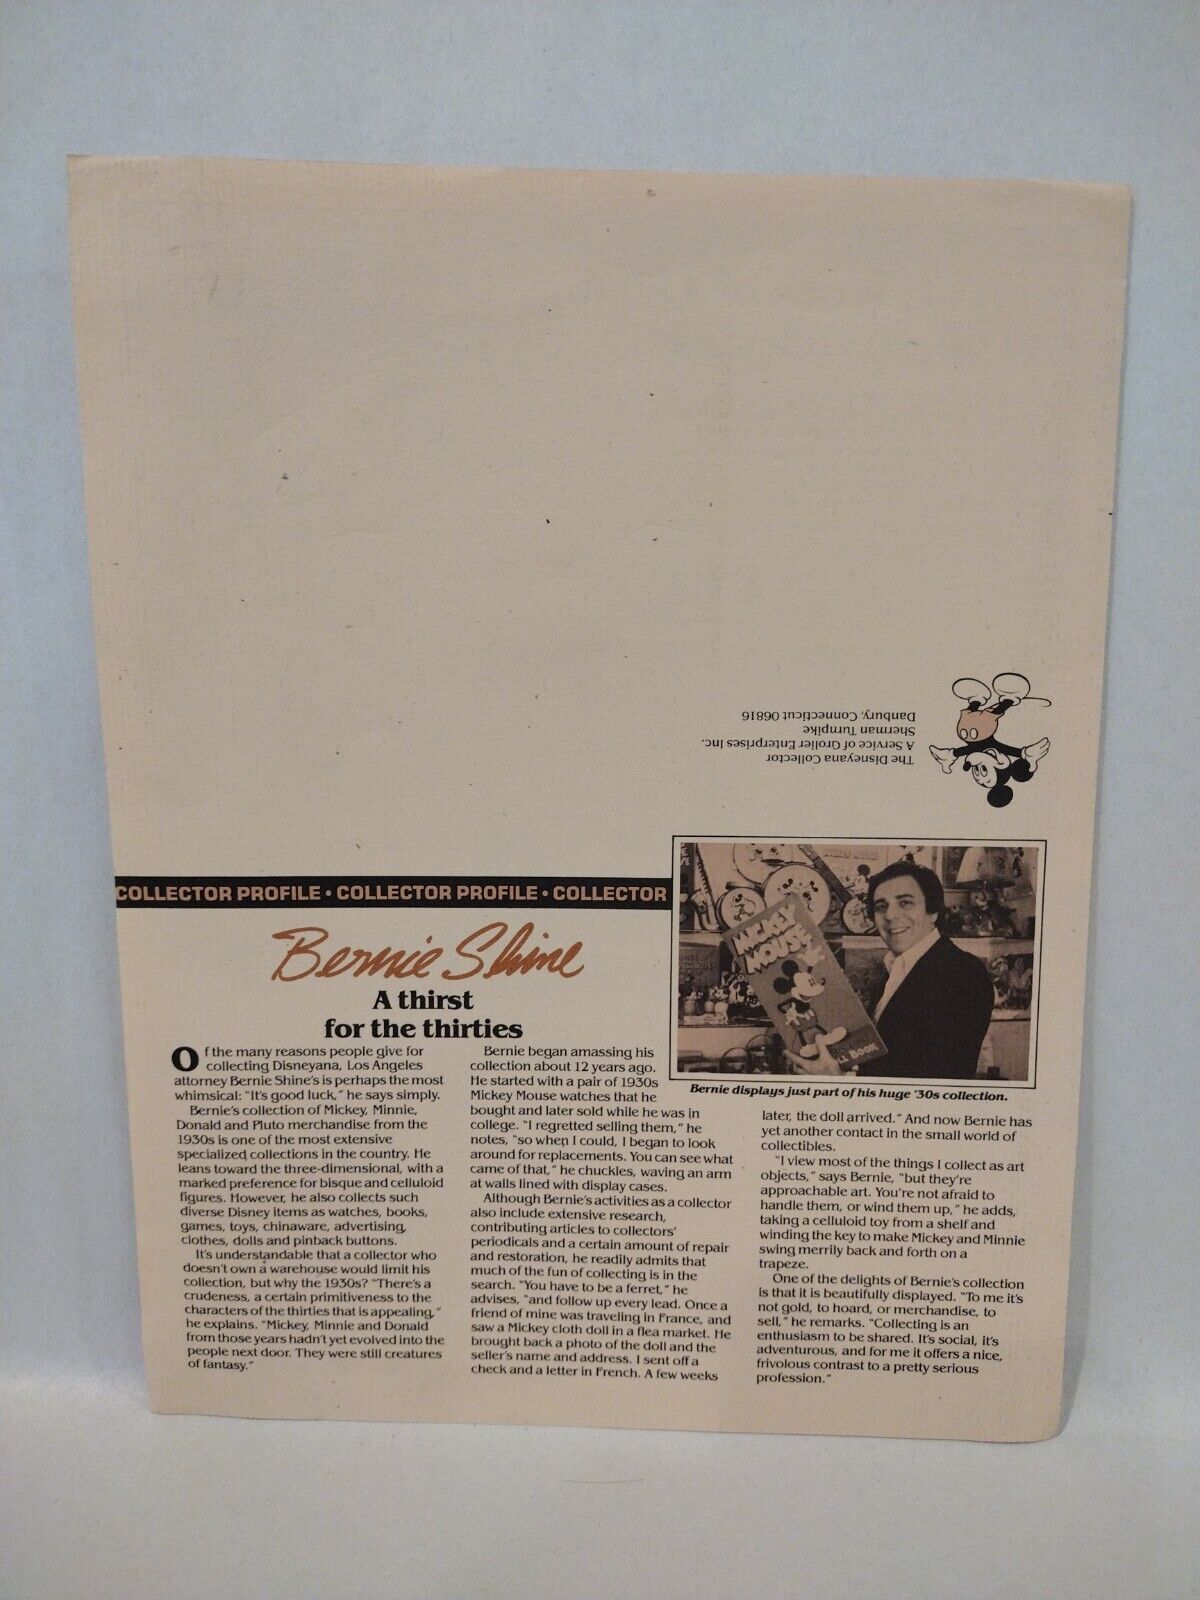 The Disneyana Collector
A Service of Grolier Enterprises Inc.
Sherman Turnpike
Danbury, Connecticut 06816
COLLECTOR PROFILE • COLLECTOR PROFILE • COLLECTOR
Bernie Shine
A thirst
for the thirties
Of the many reasons people give for
collecting Disneyana, Los Angeles
attorney Bernie Shine's is perhaps the most
whimsical: "It's good luck," he says simply.
Bernie's collection of Mickey, Minnie,
Donald and Pluto merchandise from the
1930s is one of the most extensive
specialized collections in the country. He
leans toward the three-dimensional, with a
marked preference for bisque and celluloid
figures. However, he also collects such
diverse Disney items as watches, books,
games, toys, chinaware, advertising,
clothes, dolls and pinback buttons.
It's understandable that a collector who
doesn't own a warehouse would limit his
collection, but why the 1930s? "There's a
crudeness, a certain primitiveness to the
characters of the thirties that is appealing,"
he explains. "Mickey, Minnie and Donald
from those years hadn't yet evolved into the
people next door. They were still creatures
of fantasy."
Bernie began amassing his
collection about 12 years ago.
He started with a pair of 1930s
Mickey Mouse watches that he
bought and later sold while he was in
college. "I regretted selling them," he
notes, "so when I could, I began to look
around for replacements. You can see what
came of that," he chuckles, waving an arm
at walls lined with display cases.
Although Bernie's activities as a collector
also include extensive research,
contributing articles to collectors'
periodicals and a certain amount of repair
and restoration, he readily admits that
much of the fun of collecting is in the
search. "You have to be a ferret," he
advises, "and follow up every lead. Once a
friend of mine was traveling in France, and
saw a Mickey cloth doll in a flea market. He
brought back a photo of the doll and the
seller's name and address. I sent off a
check and a letter in French. A few weeks
MICKEY
MOUSE
BOOK
Bernie displays just part of his huge '30s collection.
later, the doll arrived." And now Bernie has
yet another contact in the small world of
collectibles.
"I view most of the things I collect as art
objects," says Bernie, "but they're
approachable art. You're not afraid to
handle them, or wind them up," he adds,
taking a celluloid toy from a shelf and
winding the key to make Mickey and Minnie
swing merrily back and forth on a
trapeze.
One of the delights of Bernie's collection
is that it is beautifully displayed. "To me it's
not gold, to hoard, or merchandise, to
sell," he remarks. "Collecting is an
enthusiasm to be shared. It's social, it's
adventurous, and for me it offers a nice,
frivolous contrast to a pretty serious
profession."